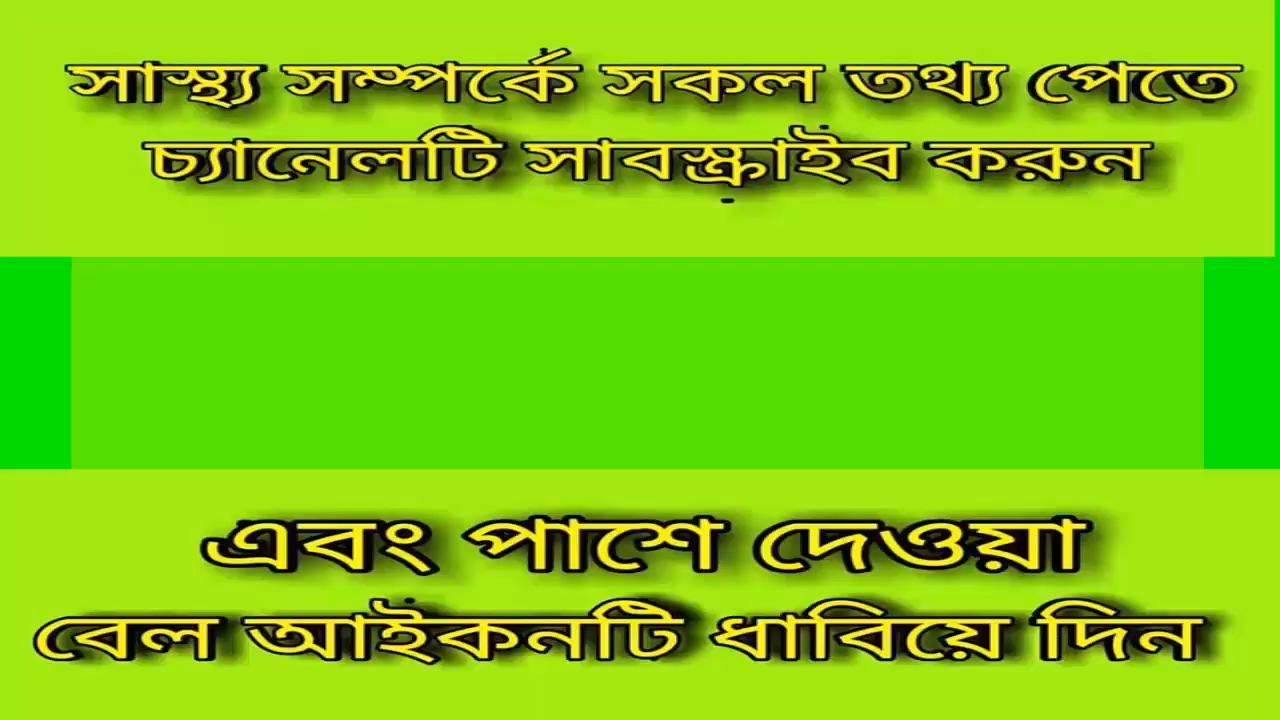 সাস্থ্য সম্পর্কে সকল তথ্য পেতে
চ্যানেলটি সাবস্ক্রাইব করুন
এবং পাশে দেওয়া
বেল আইকনটি ধাবিয়ে দিন